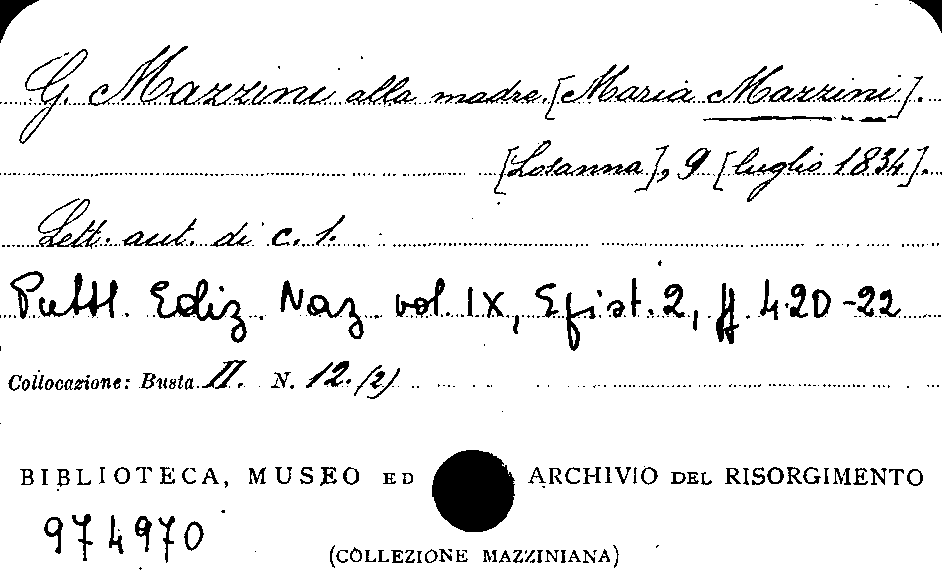 G. Mazzini alla madre [Maria Mazzini].
[Losanna], 9 [luglio 1834].
Lett. aut. di c. 1.
Pubbl. Ediz. Naz. vol. IX, Epist. 2, pp. 420-22
Collocazione: Busta II. N. 12. (2)
BIBLIOTECA, MUSEO ED ARCHIVIO DEL RISORGIMENTO
974970
(COLLEZIONE MAZZINIANA)